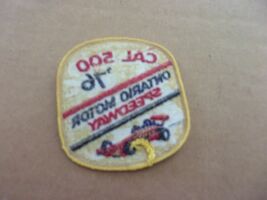 CAL 500
'76
ONTARIO MOTOR
SPEEDWAY